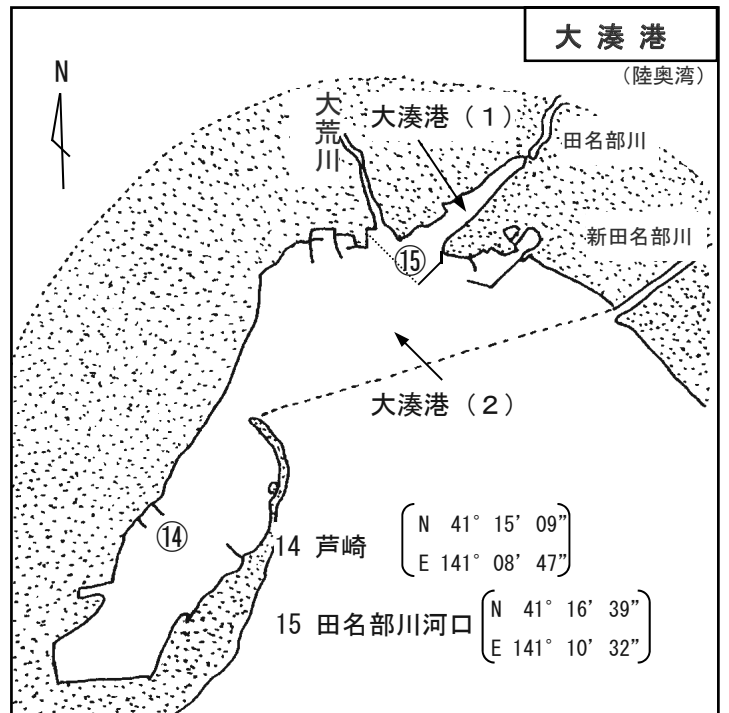 大湊港
(陸奥湾)
N
大荒川
大湊港(1)
田名部川
新田名部川
⑮
大湊港(2)
⑭
14 芦崎
N 41° 15’ 09”
E 141° 08’ 47”
15 田名部川河口
N 41° 16’ 39”
E 141° 10’ 32”